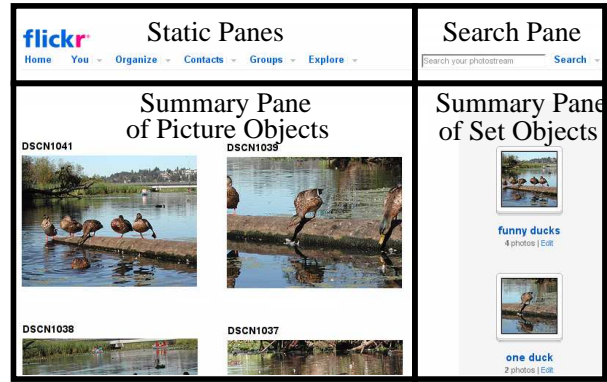 Static Panes
flickr
Home You Organize Contacts Groups Explore
Search Pane
Search your photostream Search
Summary Pane
of Picture Objects
DSCN1041 DSCN1039
DSCN1038 DSCN1037
Summary Pane
of Set Objects
funny ducks
4 photos | Edit
one duck
2 photos | Edit